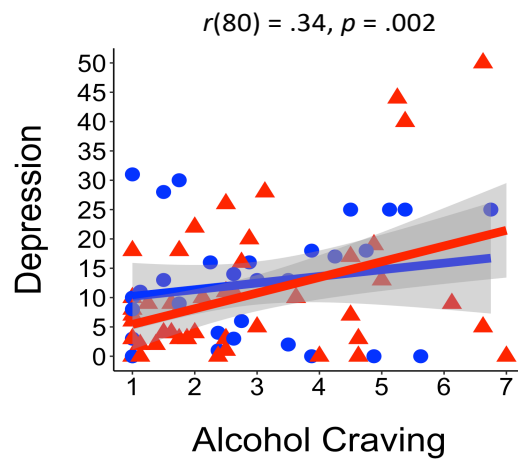 r(80) = .34, p = .002
Depression
50
45
40
35
30
25
20
15
10
5
0
1 2 3 4 5 6 7
Alcohol Craving